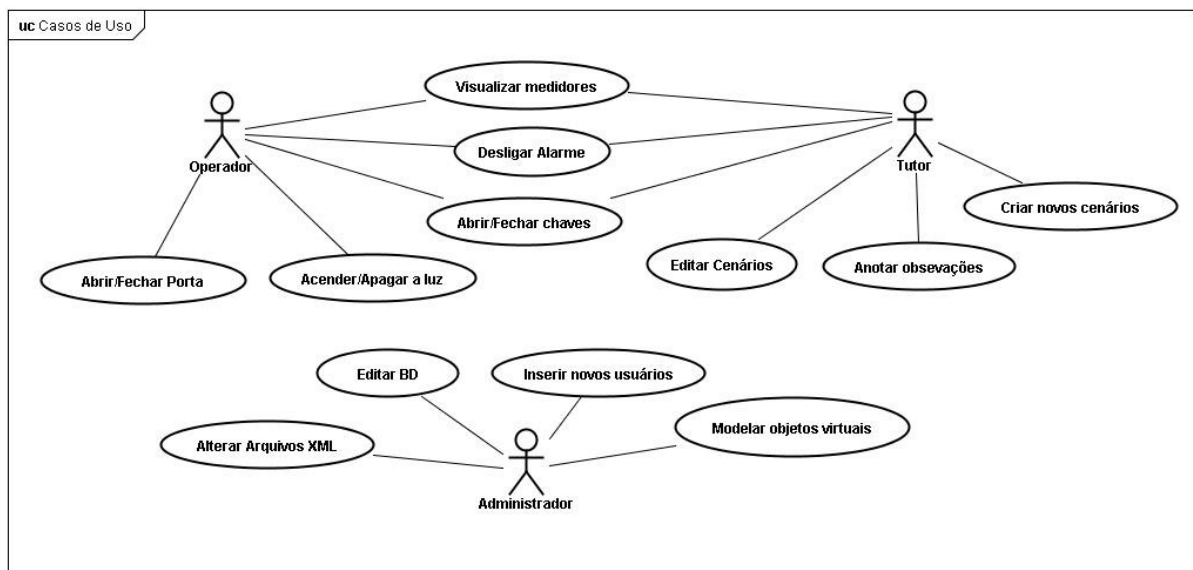 uc Casos de Uso
Visualizar medidores
Operador
Desligar Alarme
Tutor
Abrir/Fechar chaves
Criar novos cenários
Abrir/Fechar Porta
Acender/Apagar a luz
Editar Cenários
Anotar obsevações
Editar BD
Inserir novos usuários
Alterar Arquivos XML
Modelar objetos virtuais
Administrador